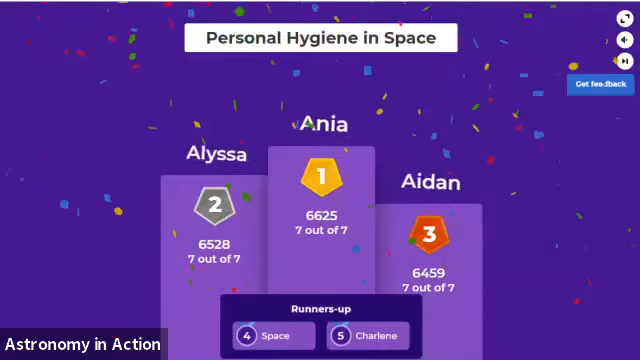 Personal Hygiene in Space
Get feedback
Ania
Alyssa
Aidan
1
2
3
6625
7 out of 7
6528
7 out of 7
6459
7 out of 7
Runners-up
4 Space
5 Charlene
Astronomy in Action